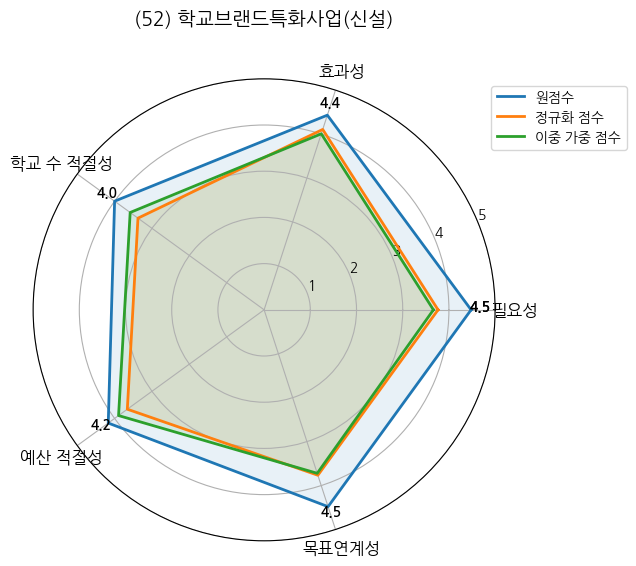 (52) 학교브랜드특화사업(신설)
효과성
4.4
원점수
정규화 점수
이중 가중 점수
학교 수 적절성
4.0
5
4
3
2
1
4.5
필요성
4.2
예산 적절성
4.5
목표연계성